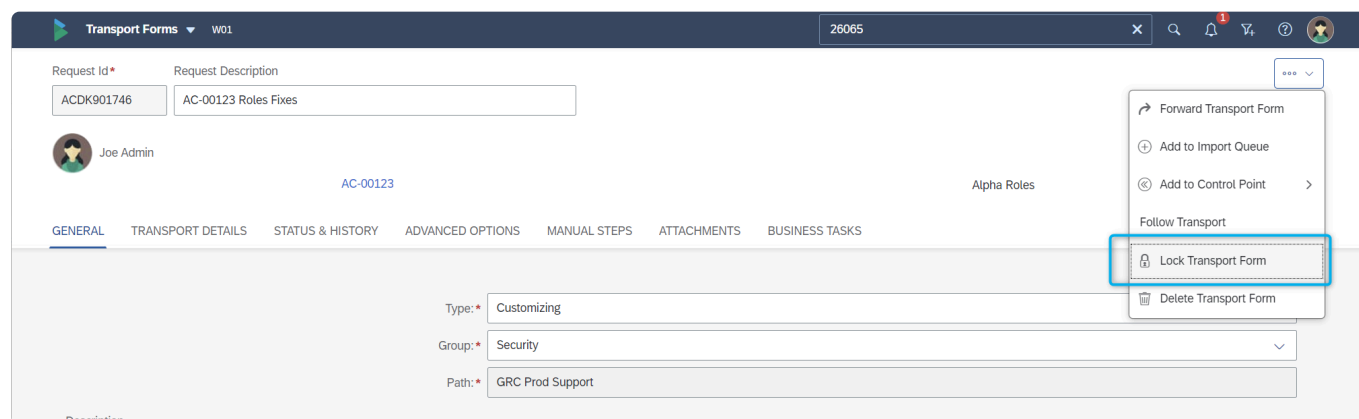 Transport Forms W01 26065 1
Request Id* Request Description
ACDK901746 AC-00123 Roles Fixes
Forward Transport Form
Joe Admin
Add to Import Queue
AC-00123 Alpha Roles
Add to Control Point
GENERAL TRANSPORT DETAILS STATUS & HISTORY ADVANCED OPTIONS MANUAL STEPS ATTACHMENTS BUSINESS TASKS
Follow Transport
Lock Transport Form
Delete Transport Form
Type:* Customizing
Group:* Security
Path:* GRC Prod Support